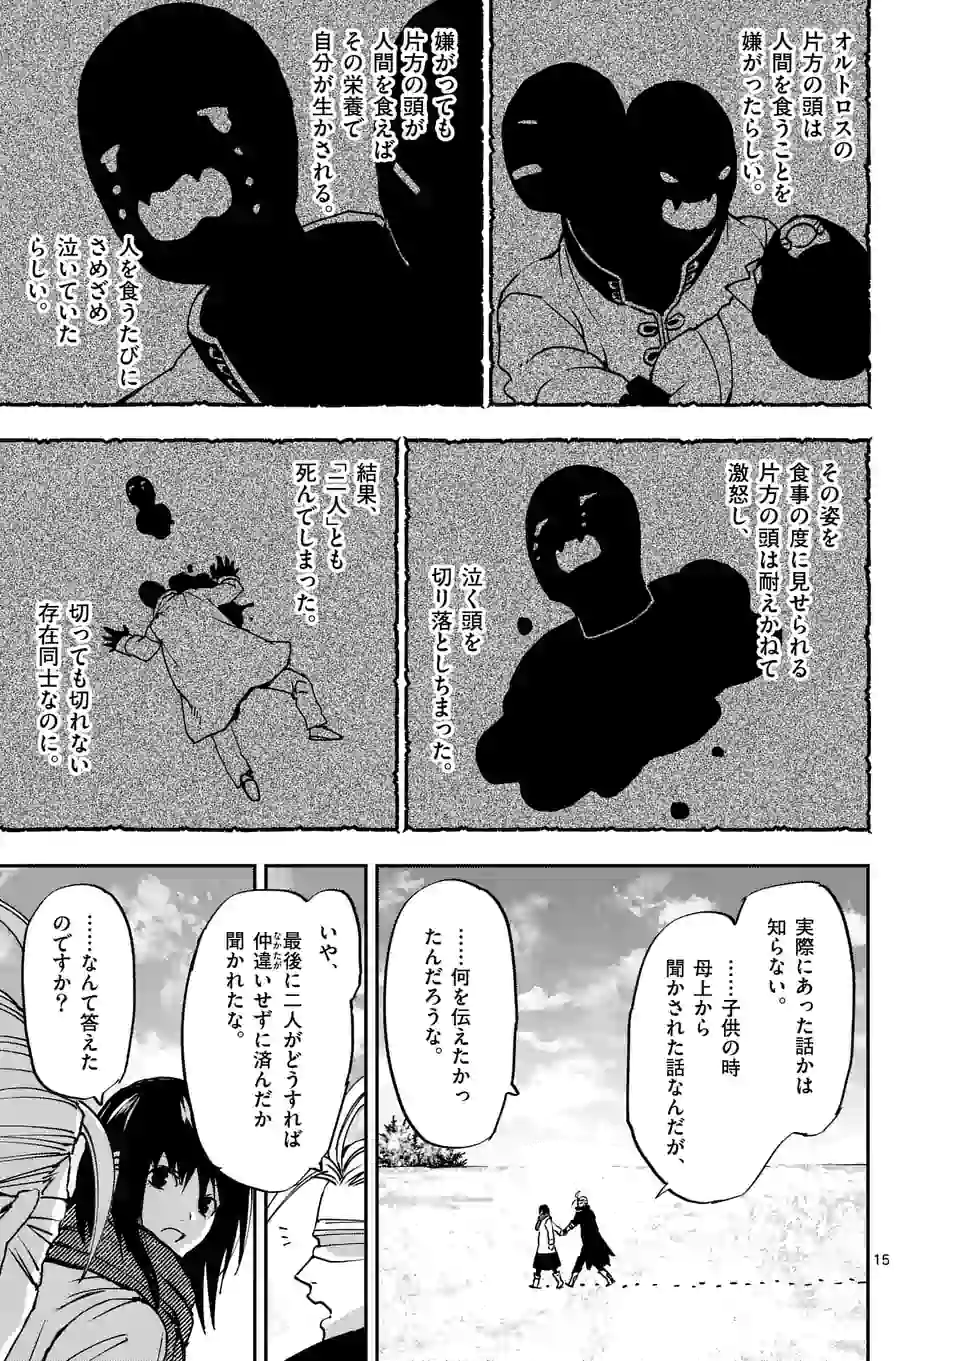 オルトロスの
片方の頭は
人間を食うことを
嫌がったらしい。
嫌がっても
片方の頭が
人間を食えば
その栄養で
自分が生かされる。
人を食うたびに
さめざめ
泣いていた
らしい。
その姿を
食事の度に見せられる
片方の頭は耐えかねて
激怒し、
泣く頭を
切り落としちまった。
結果、
「二人」とも
死んでしまった。
切っても切れない
存在同士なのに。
実際にあった話かは
知らない。
……子供の時
母上から
聞かされた話なんだが、
……何を伝えたかっ
たんだろうな。
いや、
最後に二人がどうすれば
仲違いせずに済んだか
なかたが
聞かれたな。
……なんて答えた
のですか？
15